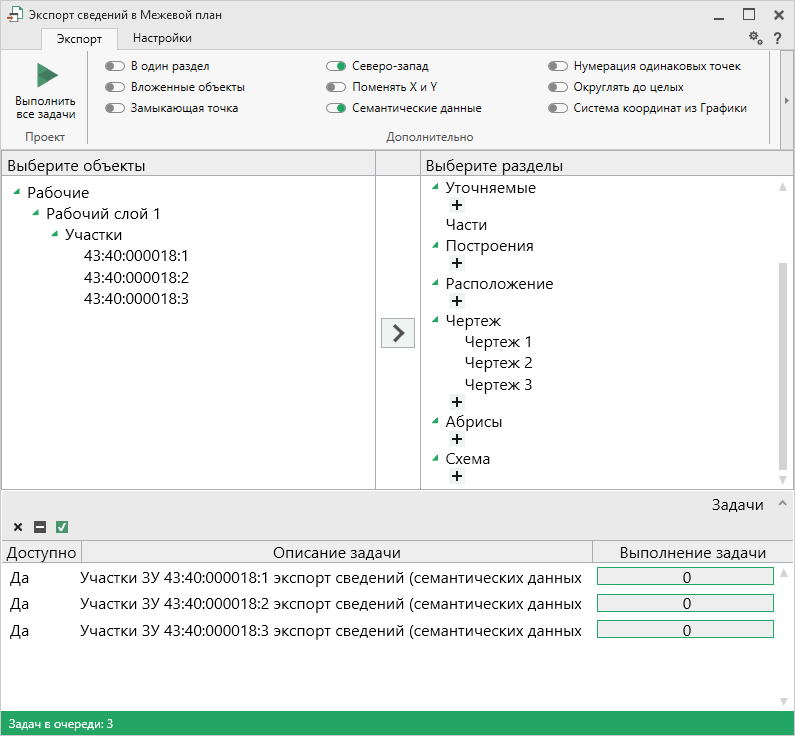 Экспорт сведений в Межевой план
Экспорт Настройки ?
В один раздел Северо-запад Нумерация одинаковых точек
Вложенные объекты Поменять X и Y Округлять до целых
Выполнить все задачи Замыкающая точка Семантические данные Система координат из Графики
Проект Дополнительно
Выберите объекты Выберите разделы
Рабочие
Рабочий слой 1
Участки
43:40:000018:1
43:40:000018:2
43:40:000018:3
Уточняемые
+
Части
Построения
+
Расположение
+
Чертеж
Чертеж 1
Чертеж 2
Чертеж 3
+
Абрисы
+
Схема
+
Задачи
Доступно Описание задачи Выполнение задачи
Да Участки ЗУ 43:40:000018:1 экспорт сведений (семантических данных 0
Да Участки ЗУ 43:40:000018:2 экспорт сведений (семантических данных 0
Да Участки ЗУ 43:40:000018:3 экспорт сведений (семантических данных 0
Задач в очереди: 3